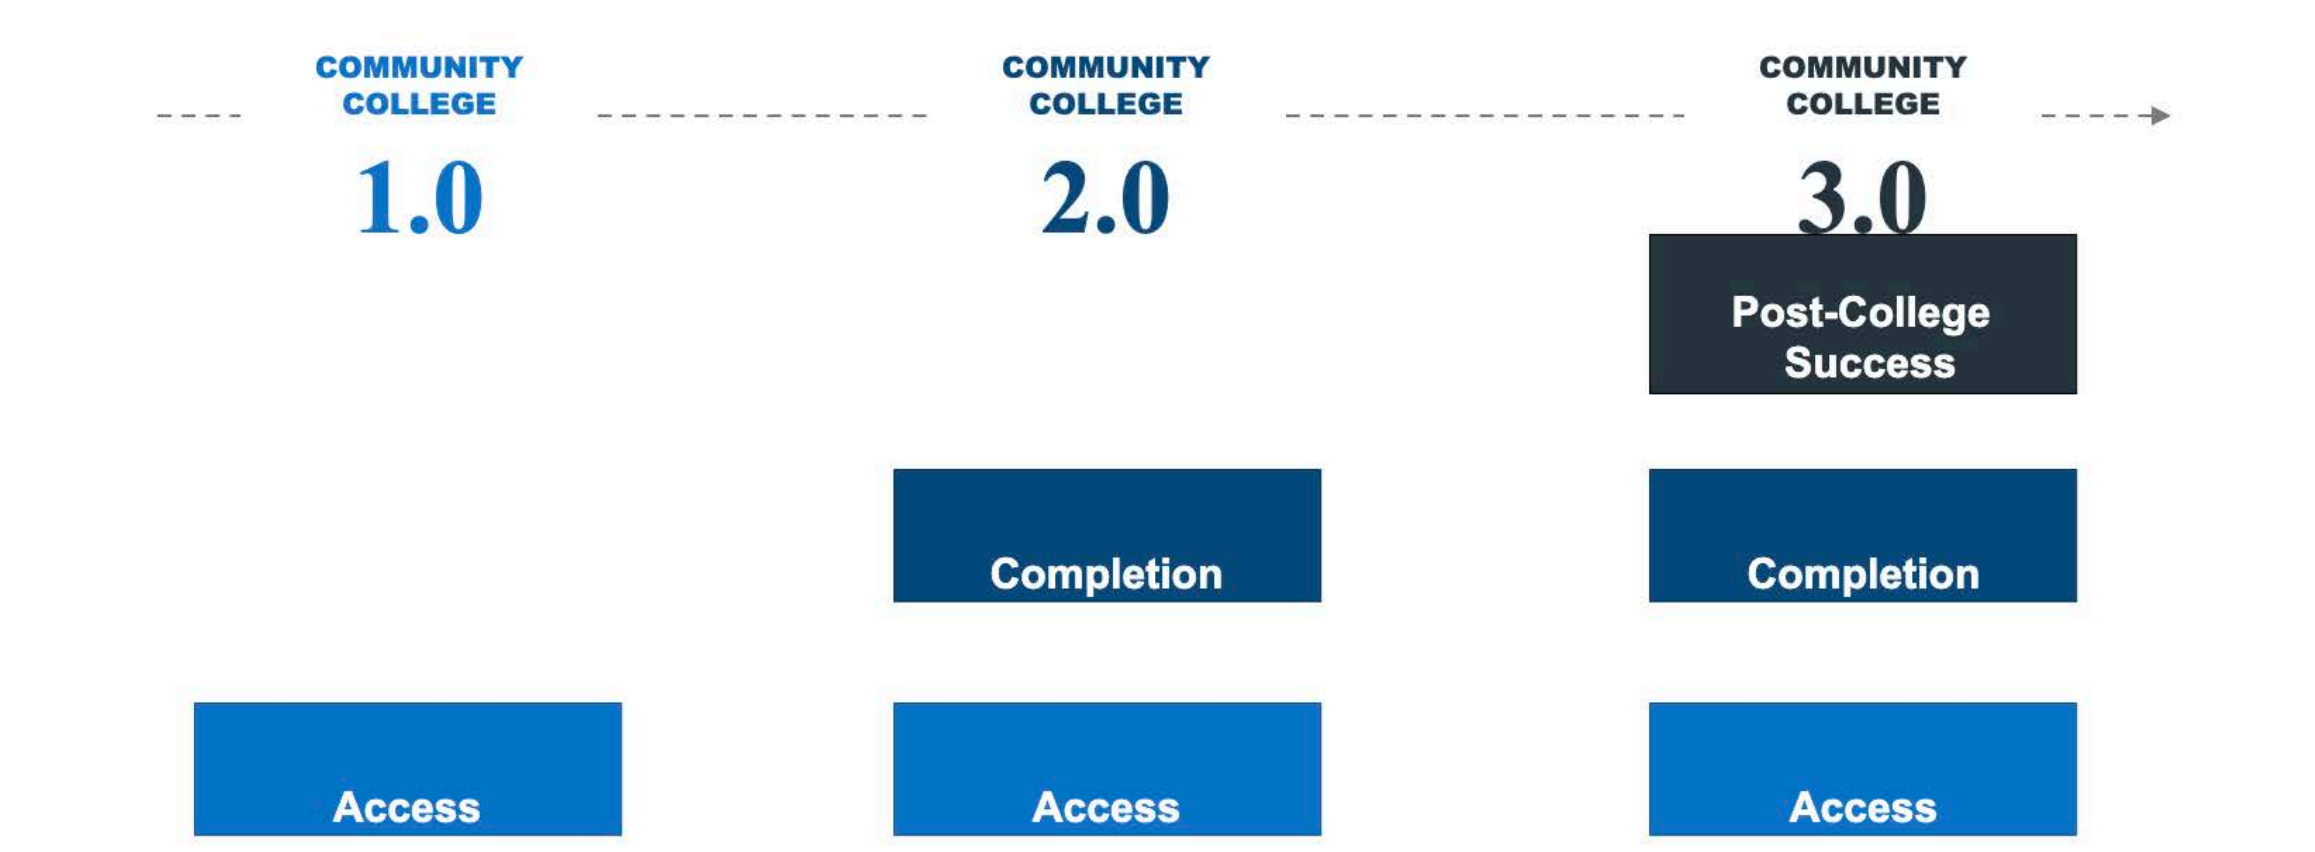 COMMUNITY
COLLEGE
1.0
COMMUNITY
COLLEGE
2.0
COMMUNITY
COLLEGE
3.0
Post-College
Success
Completion
Completion
Access
Access
Access